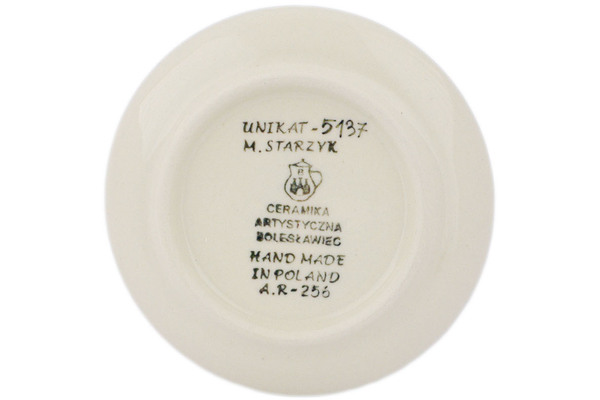 UNIKAT-5137
M. STARZYK
CERAMIKA
ARTYSTYCZNA
BOLESŁAWIEC
HAND MADE
IN POLAND
A.R-256